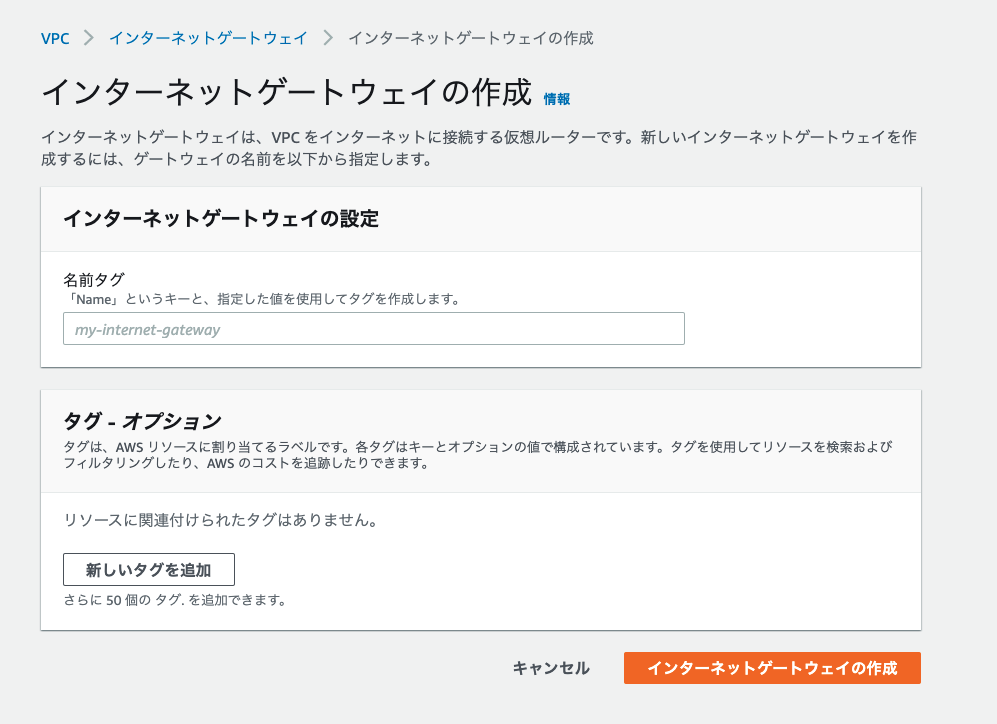 VPC > インターネットゲートウェイ > インターネットゲートウェイの作成
インターネットゲートウェイの作成 情報
インターネットゲートウェイは、VPC をインターネットに接続する仮想ルーターです。新しいインターネットゲートウェイを作
成するには、ゲートウェイの名前を以下から指定します。
インターネットゲートウェイの設定
名前タグ
「Name」というキーと、指定した値を使用してタグを作成します。
my-internet-gateway
タグ - オプション
タグは、AWS リソースに割り当てるラベルです。各タグはキーとオプションの値で構成されています。タグを使用してリソースを検索および
フィルタリングしたり、AWS のコストを追跡したりできます。
リソースに関連付けられたタグはありません。
新しいタグを追加
さらに 50 個の タグ. を追加できます。
キャンセル インターネットゲートウェイの作成